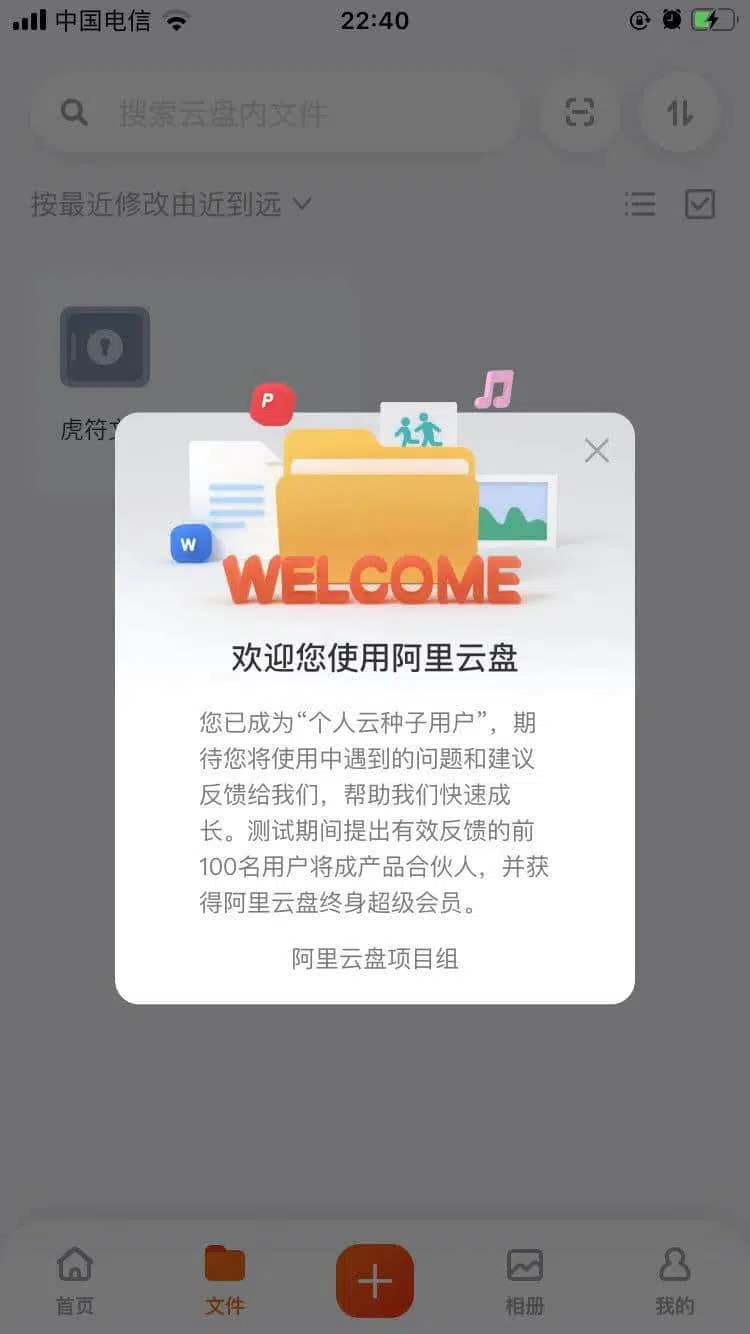 中国电信
22:40
搜索云盘内文件
按最近修改由近到远
虎符文
P
W
WELCOME
欢迎您使用阿里云盘
您已成为“个人云种子用户”，期
待您将使用中遇到的问题和建议
反馈给我们，帮助我们快速成
长。测试期间提出有效反馈的前
100名用户将成产品合伙人，并获
得阿里云盘终身超级会员。
阿里云盘项目组
首页
文件
相册
我的